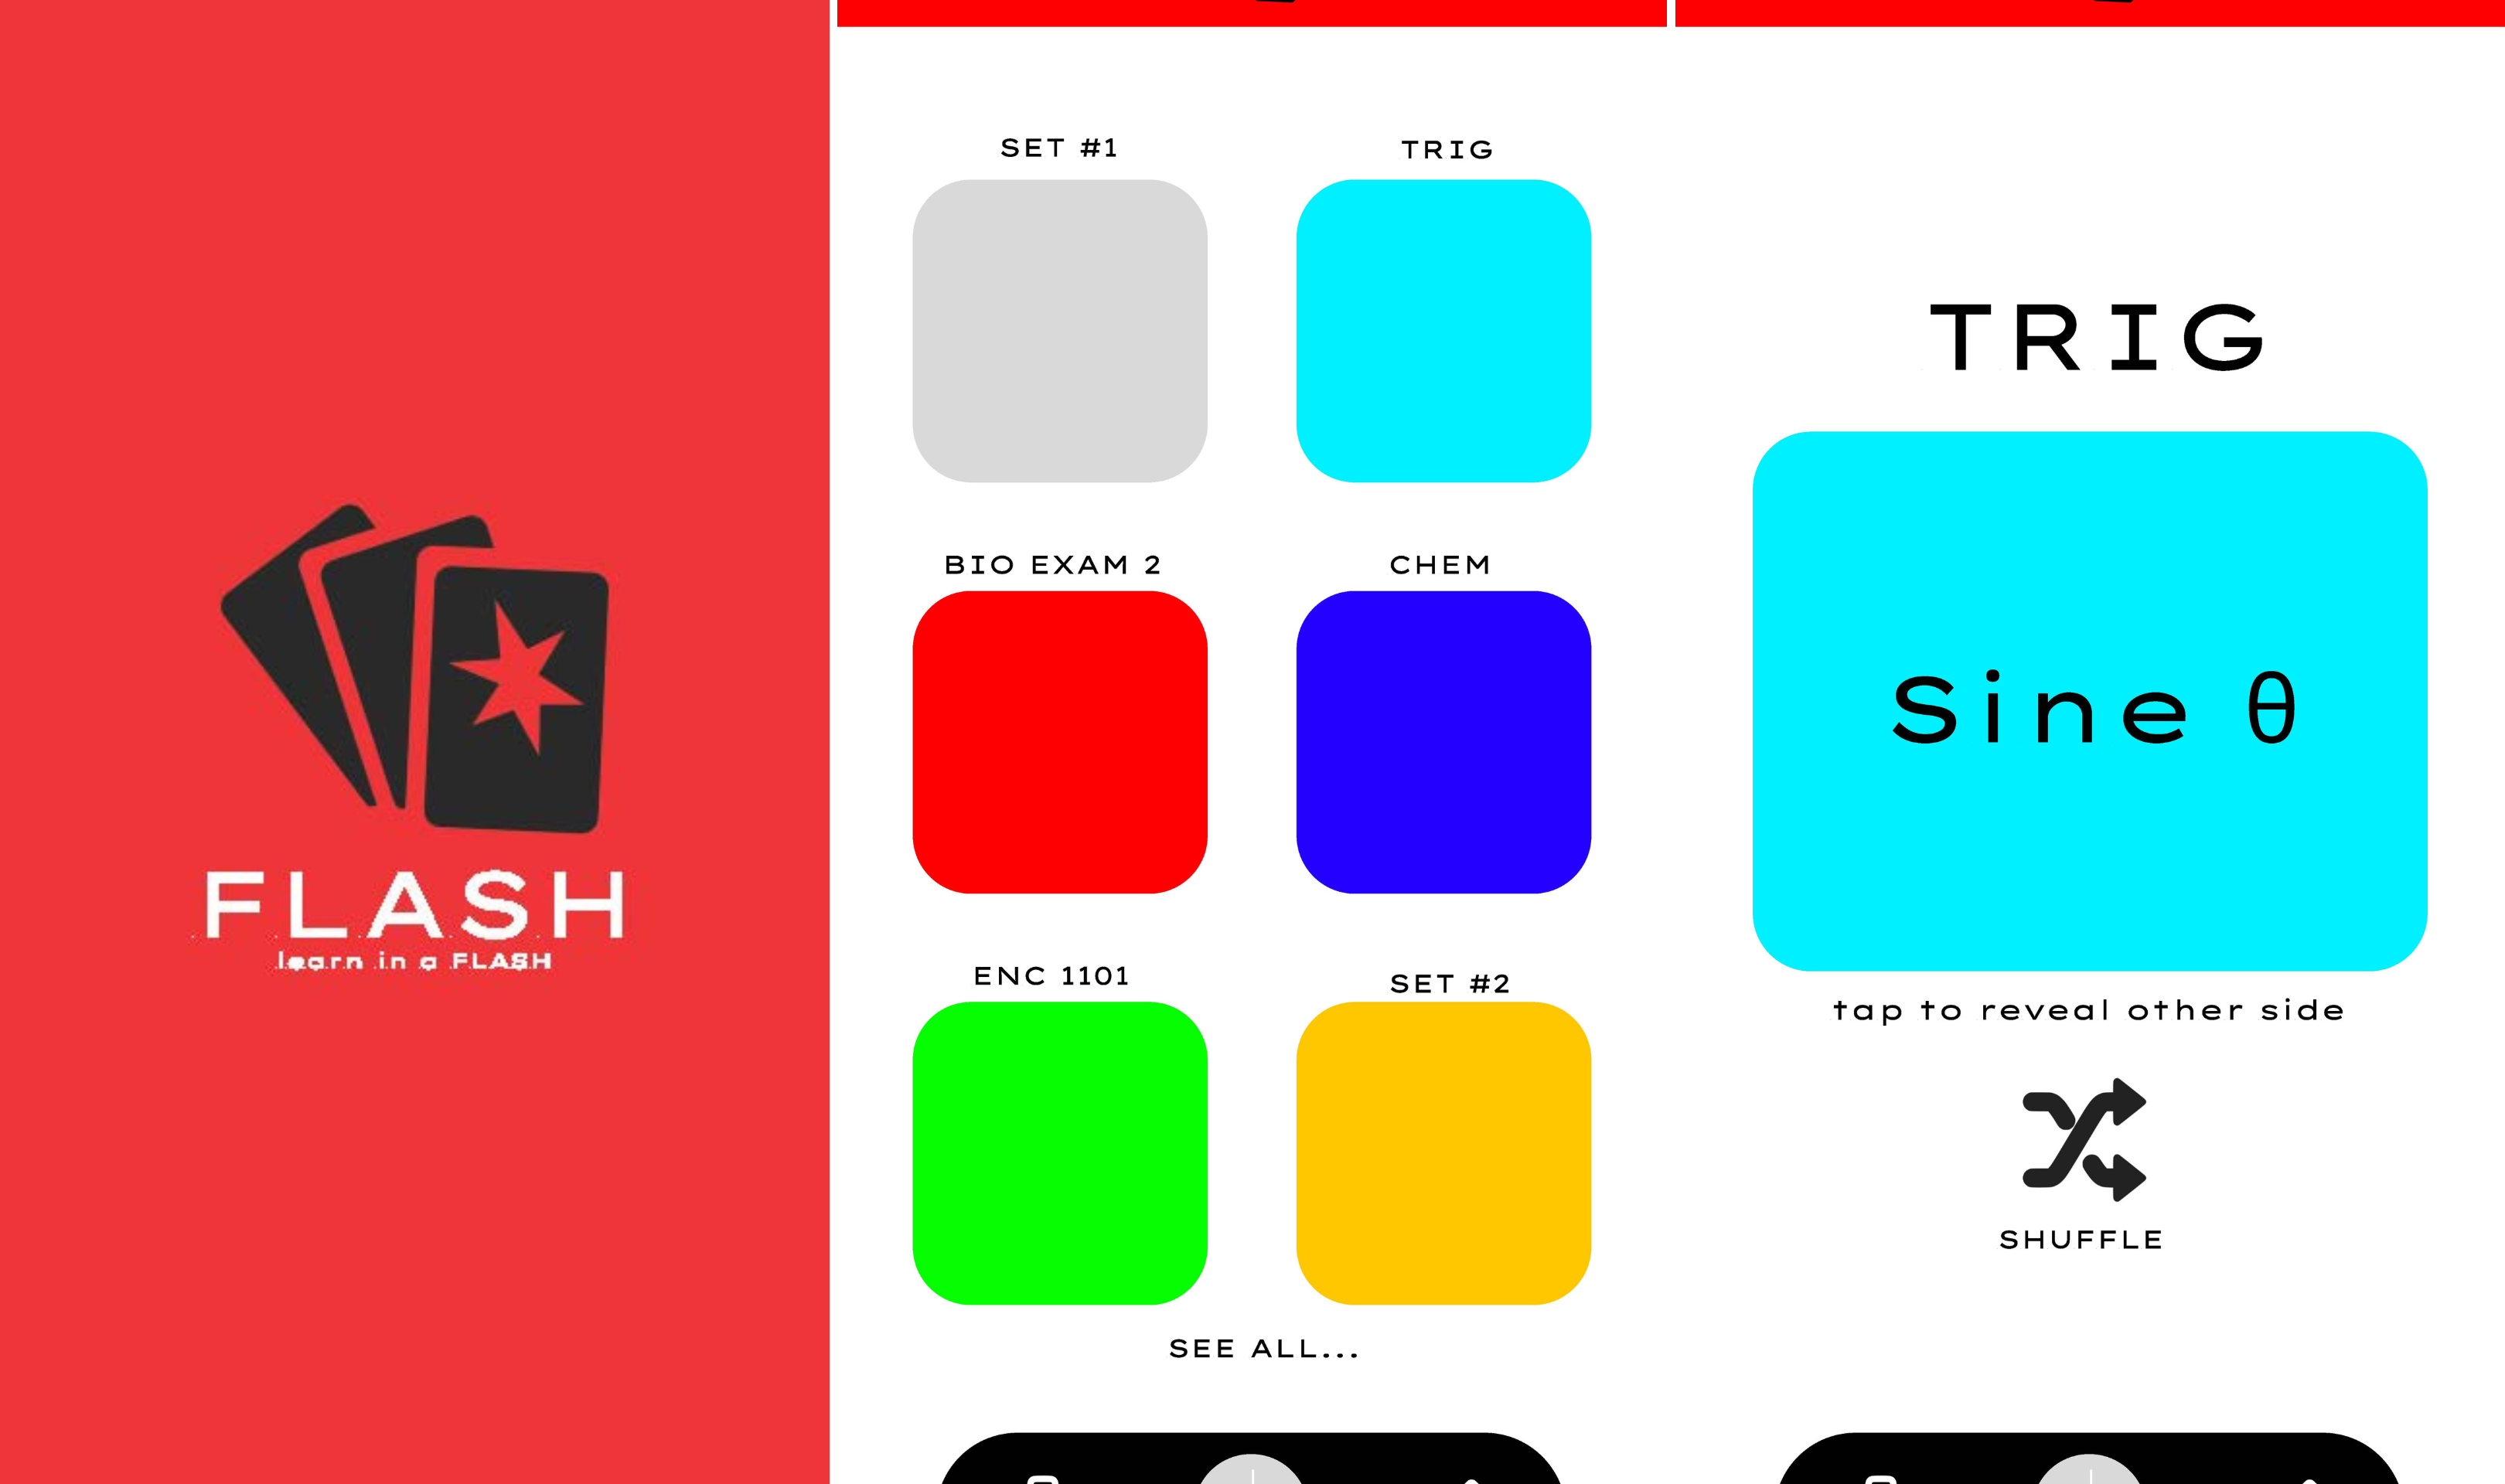 FLASH
learn in a FLASH
SET #1
TRIG
BIO EXAM 2
CHEM
ENC 1101
SET #2
SEE ALL...
TRIG
Sine θ
tap to reveal other side
SHUFFLE